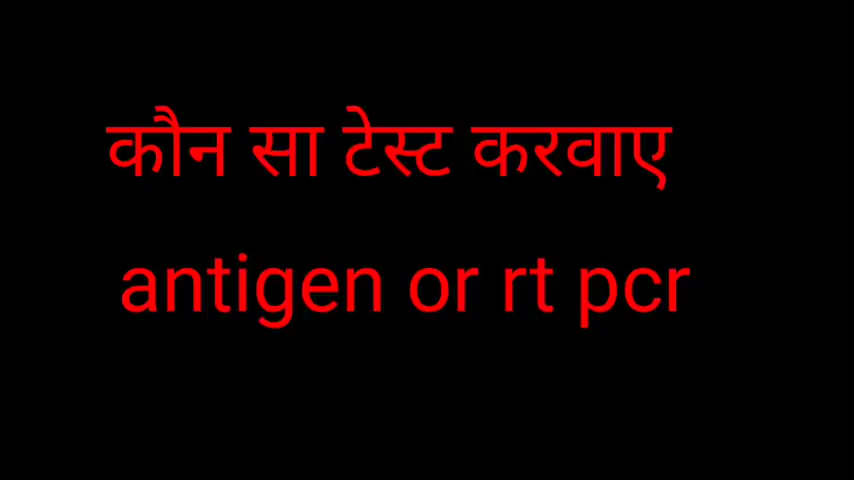 कौन सा टेस्ट करवाए
antigen or rt pcr